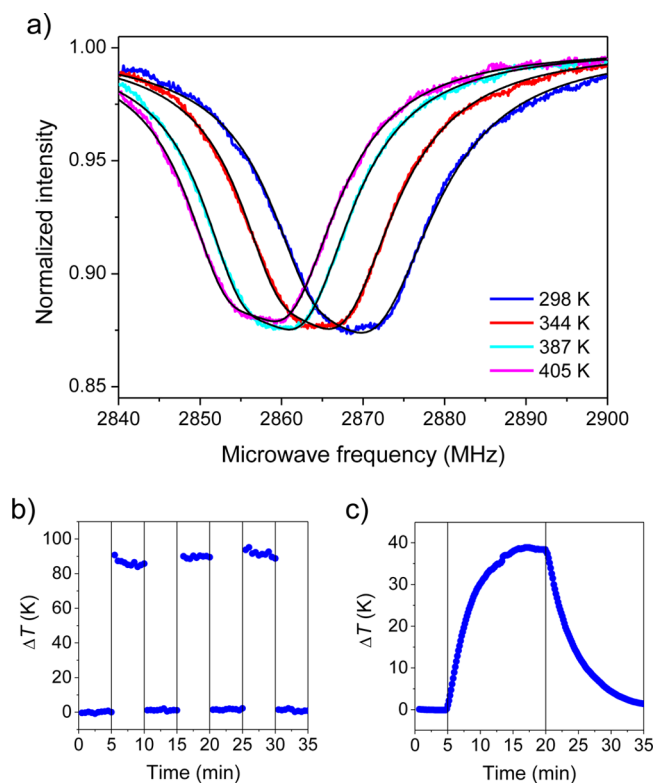 a)
1.00
0.95
0.90
0.85
Normalized intensity
298 K
344 K
387 K
405 K
2840 2850 2860 2870 2880 2890 2900
Microwave frequency (MHz)
b)
100
80
60
40
20
0
ΔT (K)
0 5 10 15 20 25 30 35
Time (min)
c)
40
30
20
10
0
ΔT (K)
0 5 10 15 20 25 30 35
Time (min)